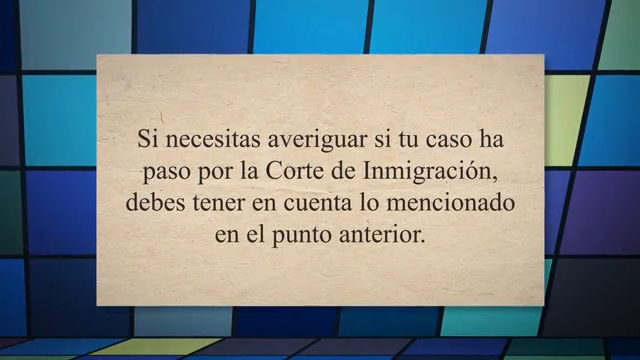 Si necesitas averiguar si tu caso ha
paso por la Corte de Inmigración,
debes tener en cuenta lo mencionado
en el punto anterior.